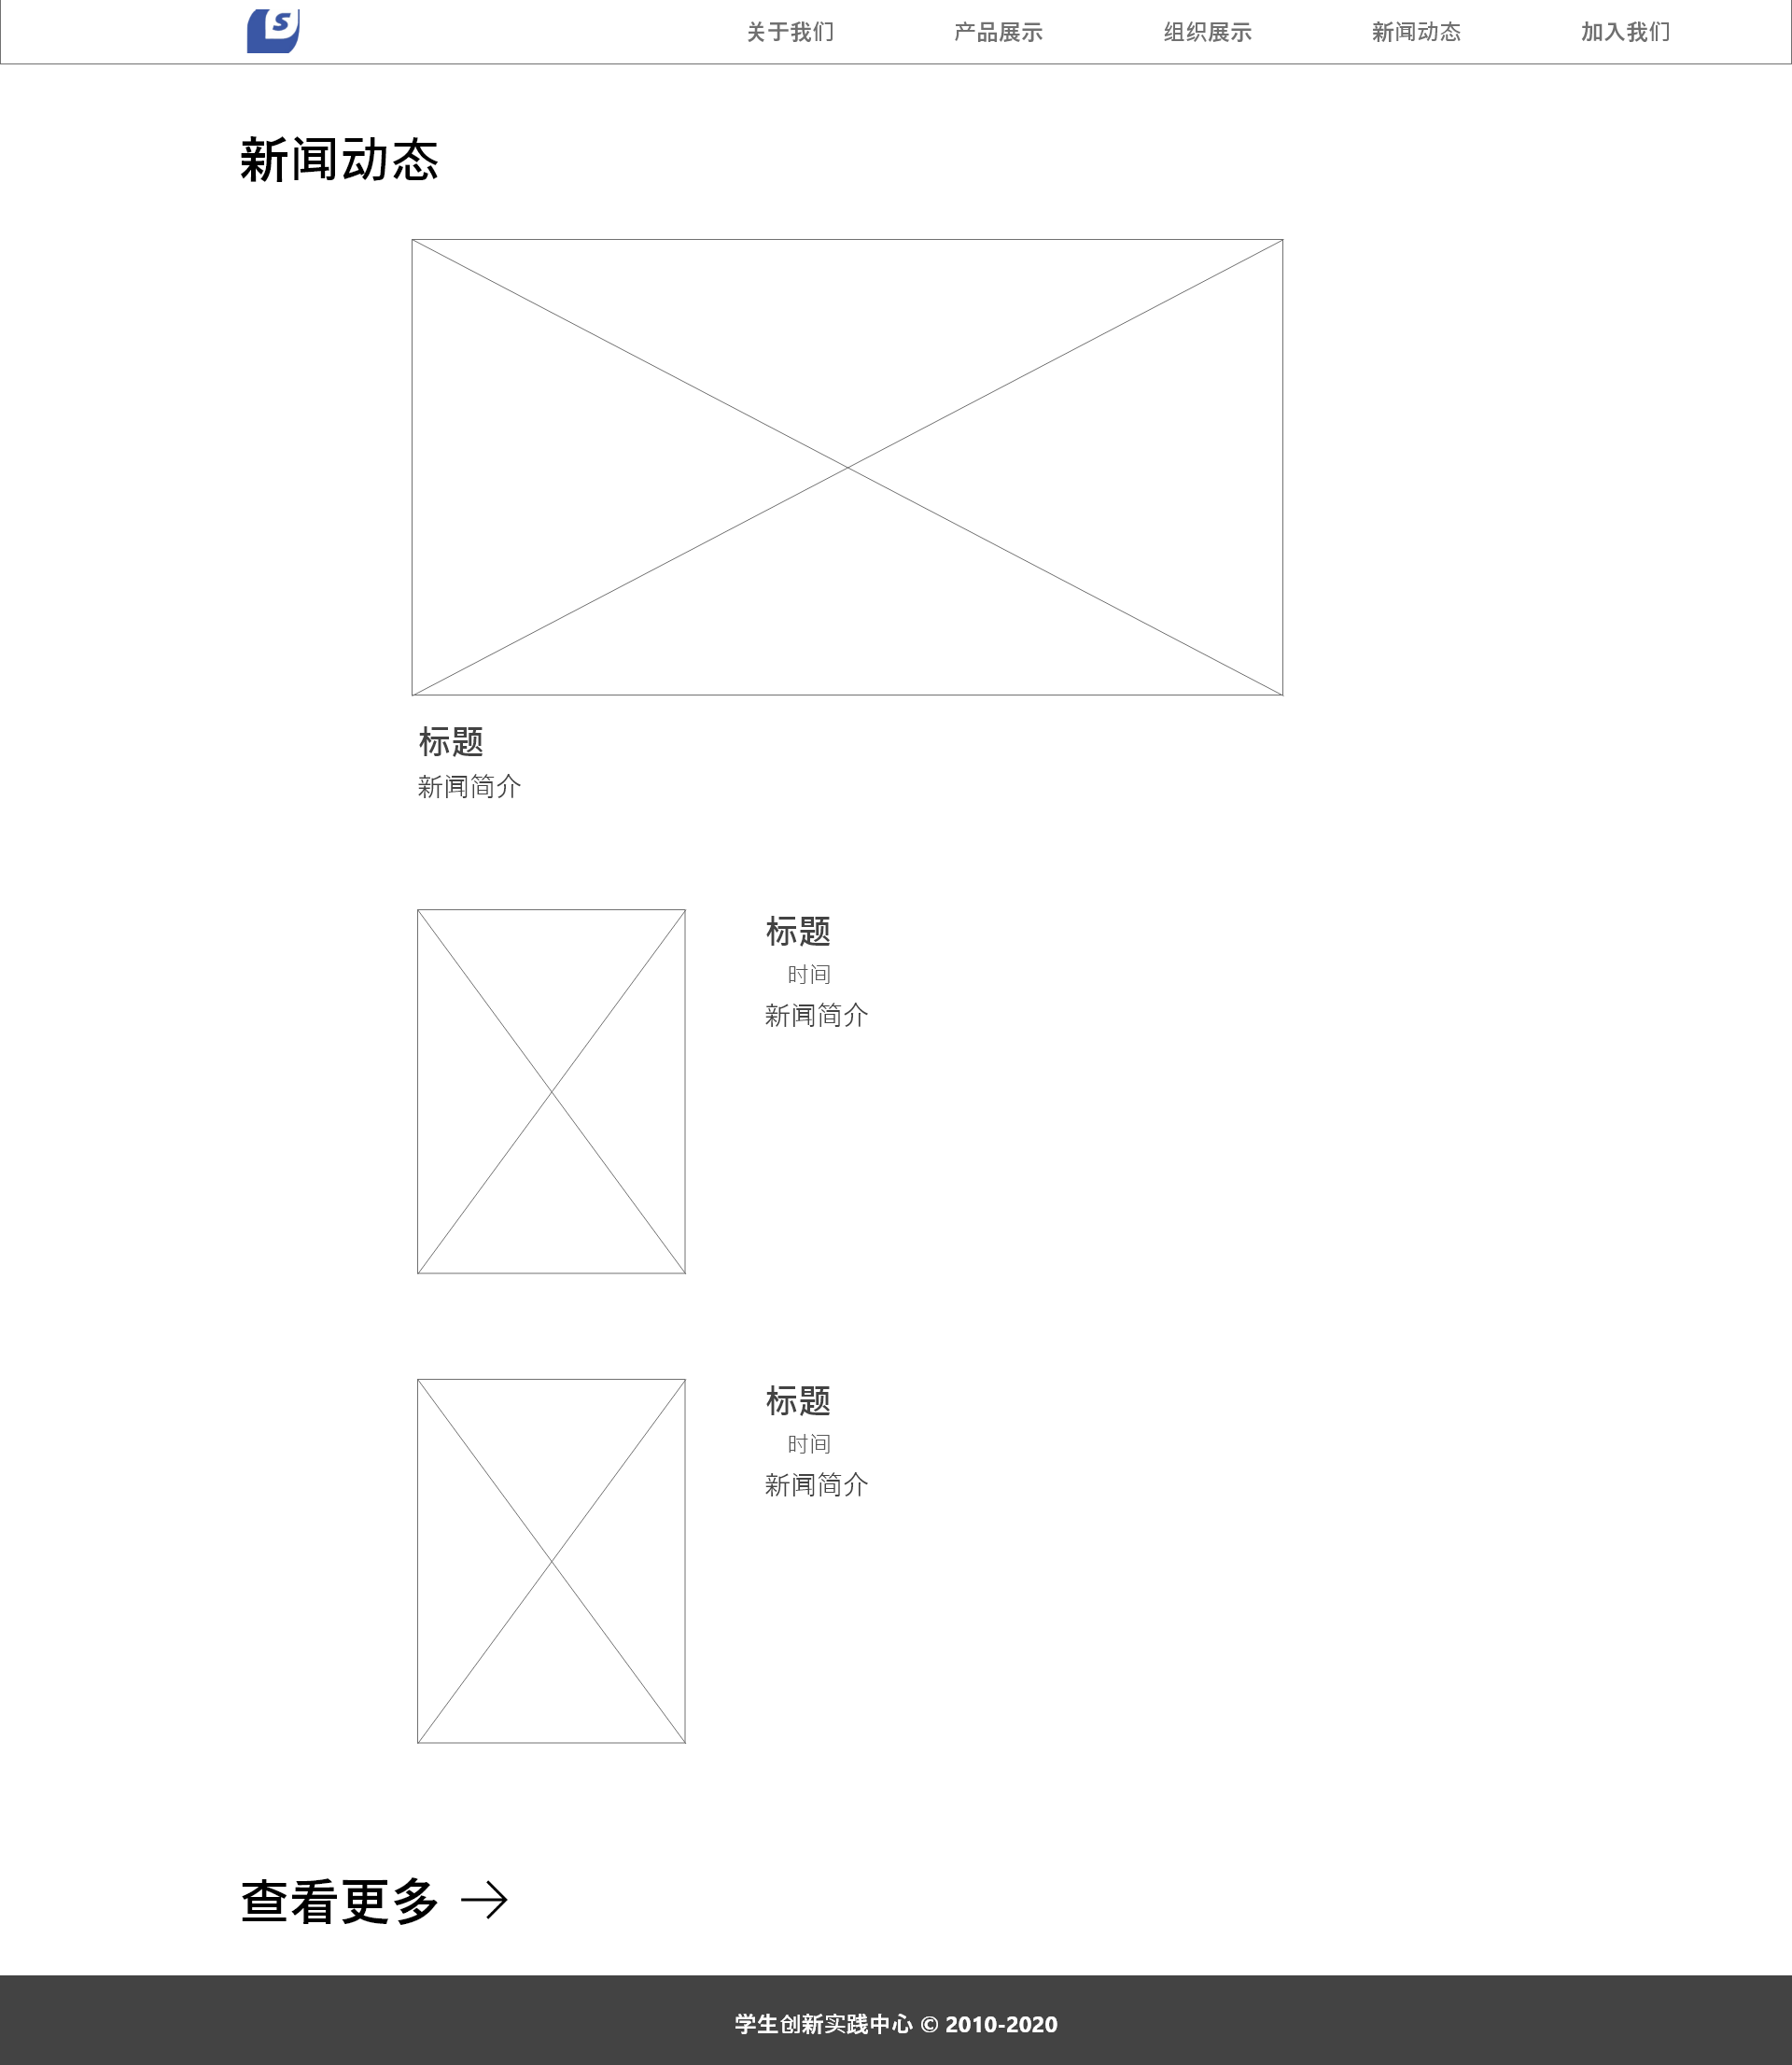 S
关于我们 产品展示 组织展示 新闻动态 加入我们
新闻动态
标题
新闻简介
标题
时间
新闻简介
标题
时间
新闻简介
查看更多
学生创新实践中心 © 2010-2020